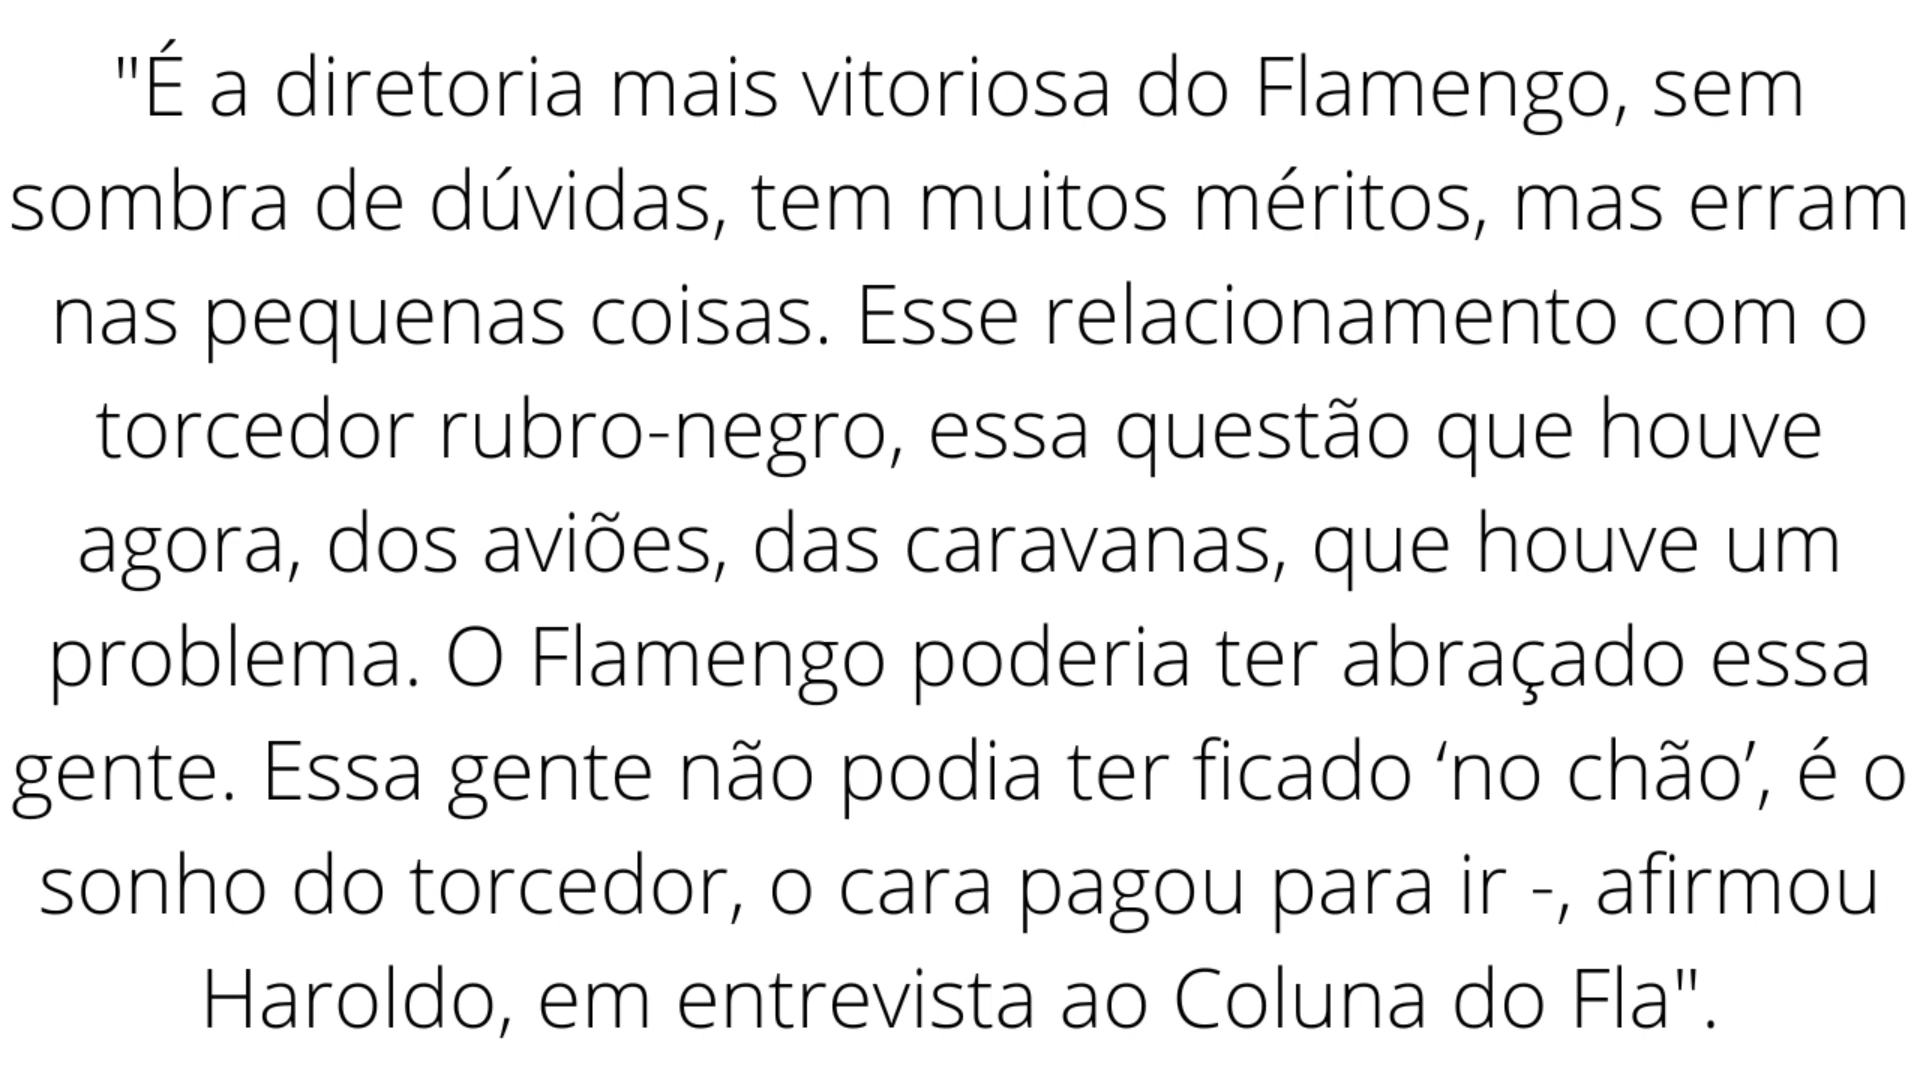 "É a diretoria mais vitoriosa do Flamengo, sem
sombra de dúvidas, tem muitos méritos, mas erram
nas pequenas coisas. Esse relacionamento com o
torcedor rubro-negro, essa questão que houve
agora, dos aviões, das caravanas, que houve um
problema. O Flamengo poderia ter abraçado essa
gente. Essa gente não podia ter ficado ‘no chão’, é o
sonho do torcedor, o cara pagou para ir -, afirmou
Haroldo, em entrevista ao Coluna do Fla".